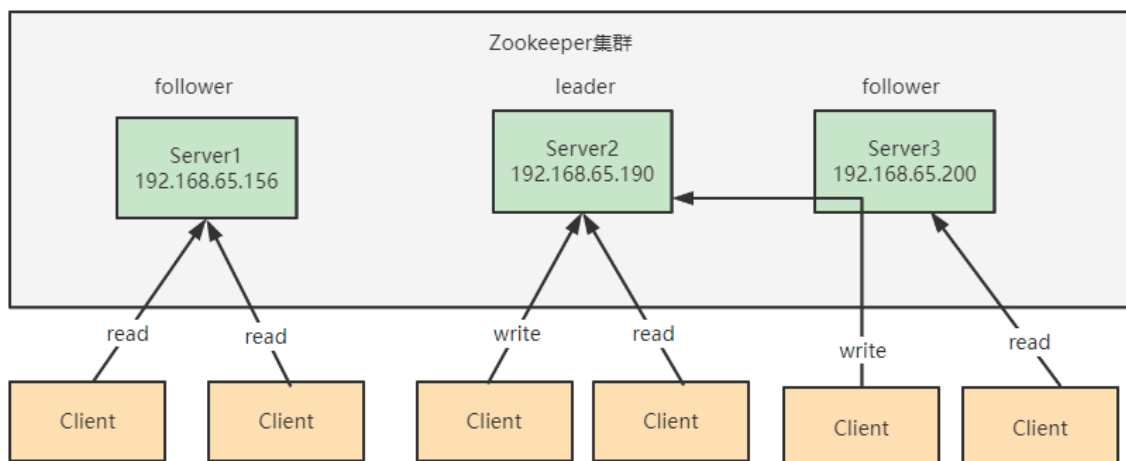 Zookeeper集群
follower
leader
follower
Server1
192.168.65.156
Server2
192.168.65.190
Server3
192.168.65.200
read
read
write
read
write
read
Client
Client
Client
Client
Client
Client